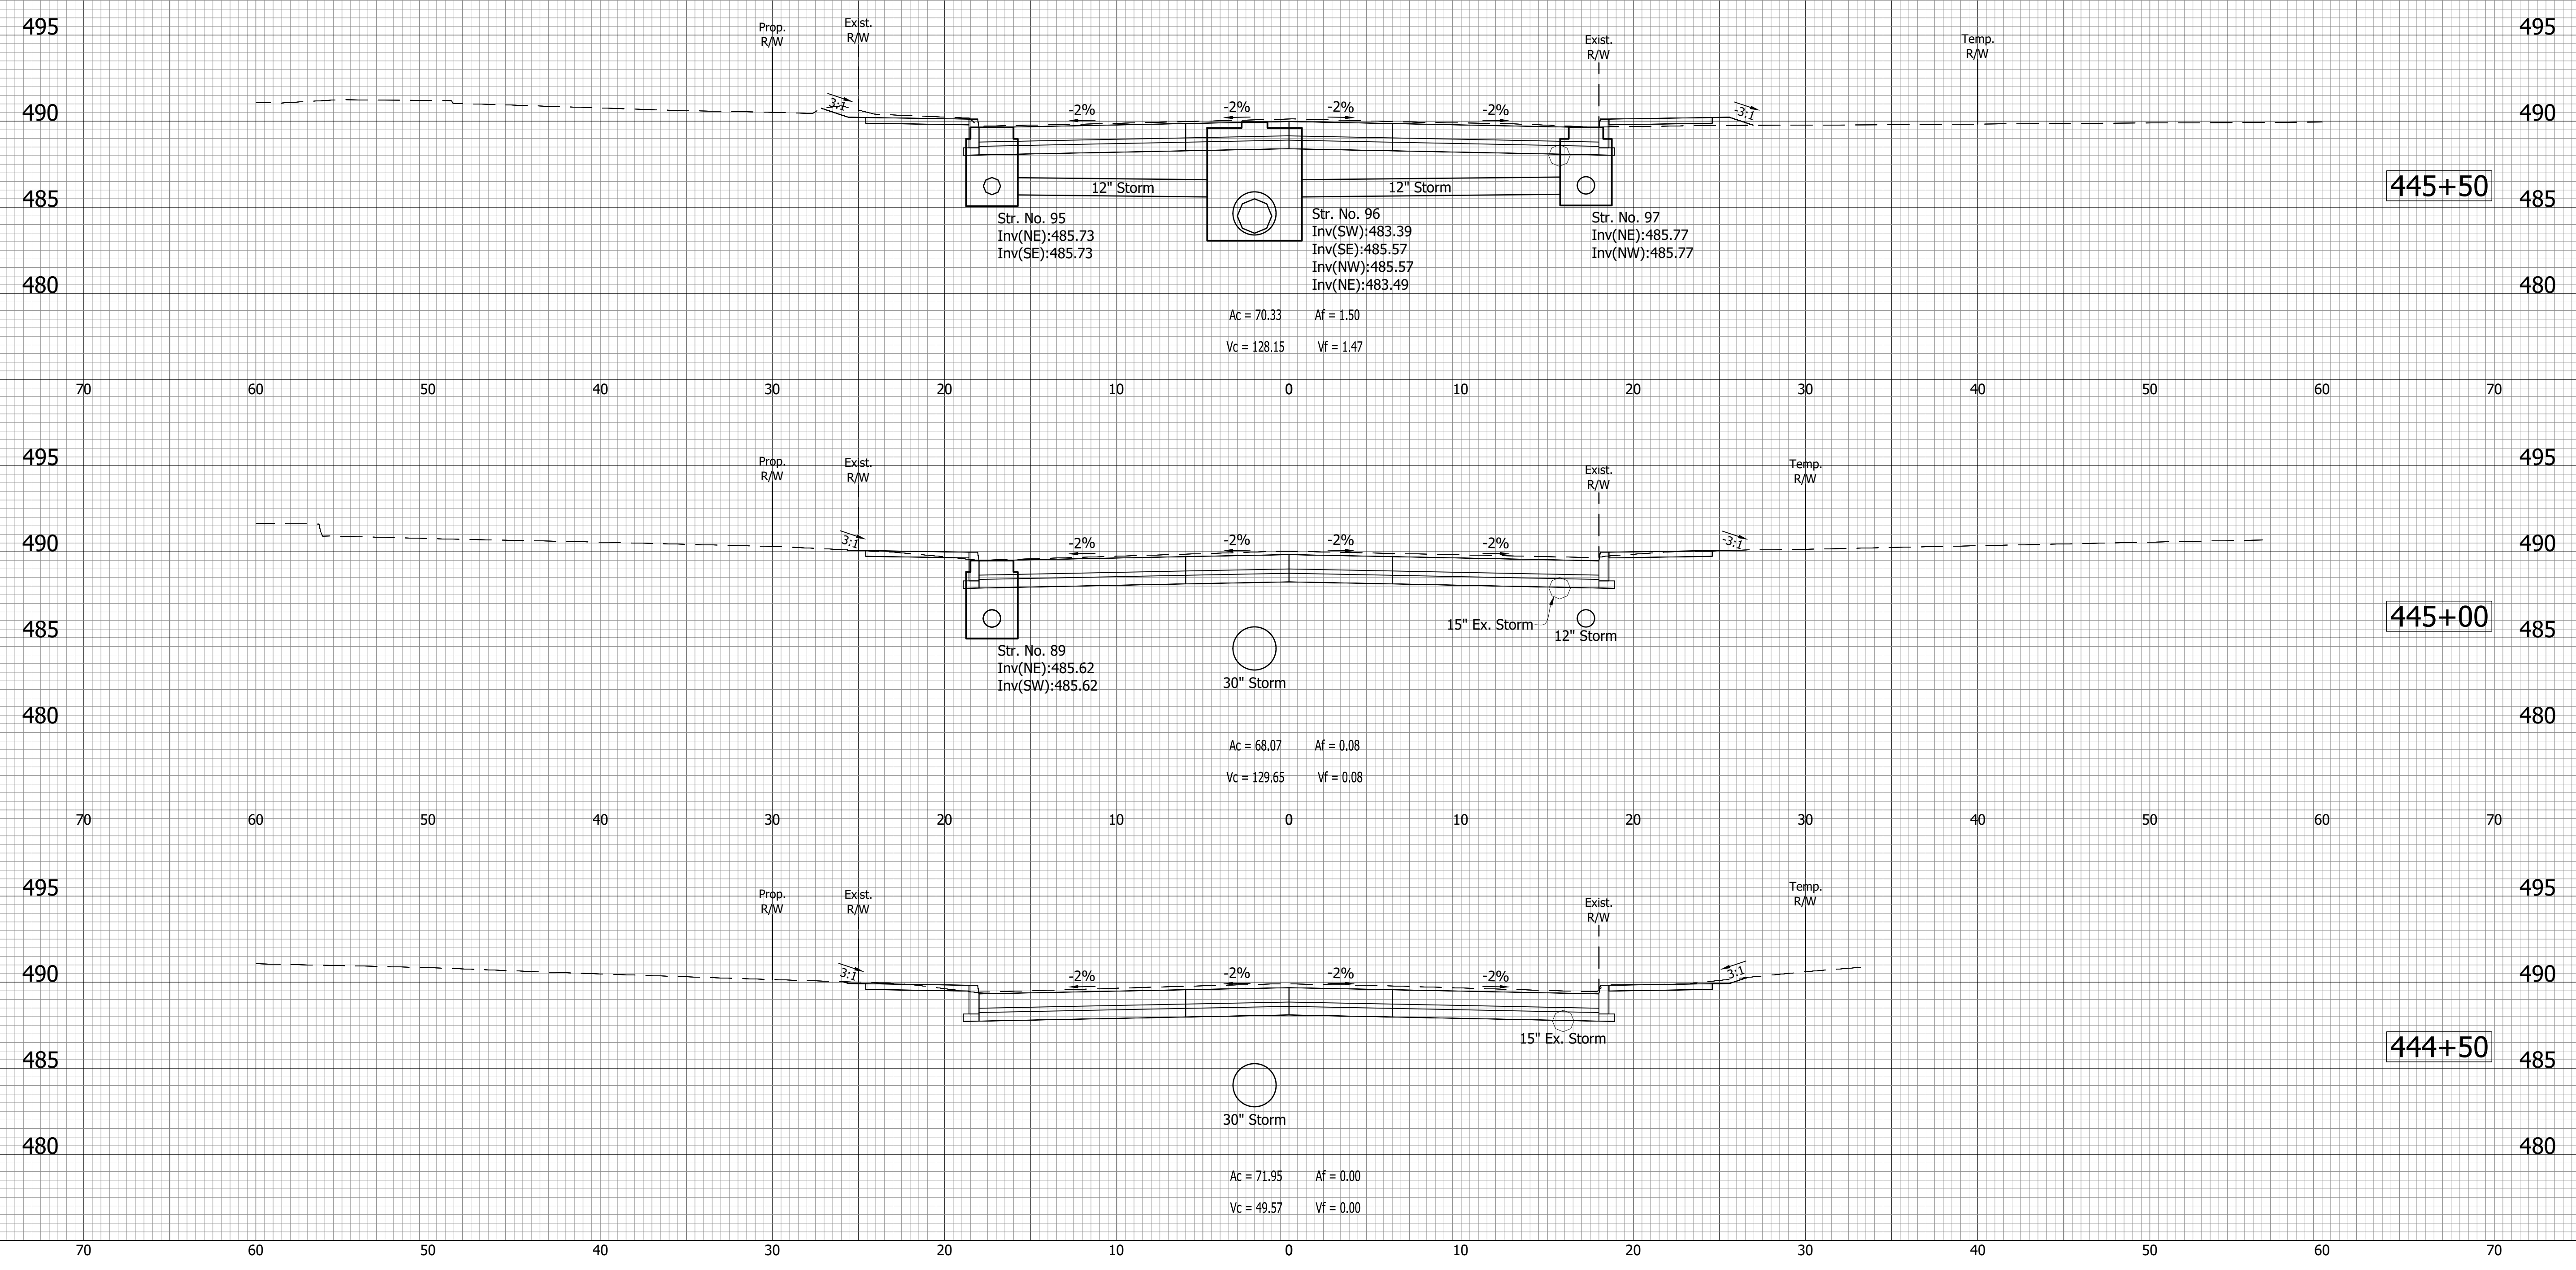 495
Prop.
R/W
Exist.
R/W
Exist.
R/W
Temp.
R/W
495
490
3:1
-2%
-2%
-2%
-2%
-3:1
490
485
12" Storm
12" Storm
445+50
485
Str. No. 95
Inv(NE):485.73
Inv(SE):485.73
Str. No. 96
Inv(SW):483.39
Inv(SE):485.57
Inv(NW):485.57
Inv(NE):483.49
Str. No. 97
Inv(NE):485.77
Inv(NW):485.77
480
480
Ac = 70.33 Af = 1.50
Vc = 128.15 Vf = 1.47
70 60 50 40 30 20 10 0 10 20 30 40 50 60 70
495
Prop.
R/W
Exist.
R/W
Exist.
R/W
Temp.
R/W
495
490
3:1
-2%
-2%
-2%
-2%
-3:1
490
485
15" Ex. Storm
12" Storm
445+00
485
Str. No. 89
Inv(NE):485.62
Inv(SW):485.62
30" Storm
480
480
Ac = 68.07 Af = 0.08
Vc = 129.65 Vf = 0.08
70 60 50 40 30 20 10 0 10 20 30 40 50 60 70
495
Prop.
R/W
Exist.
R/W
Exist.
R/W
Temp.
R/W
495
490
3:1
-2%
-2%
-2%
-2%
3:1
490
485
15" Ex. Storm
444+50
485
30" Storm
480
480
Ac = 71.95 Af = 0.00
Vc = 49.57 Vf = 0.00
70 60 50 40 30 20 10 0 10 20 30 40 50 60 70